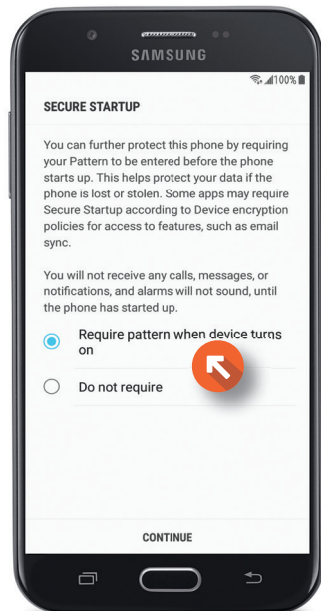 SAMSUNG
100%
SECURE STARTUP
You can further protect this phone by requiring
your Pattern to be entered before the phone
starts up. This helps protect your data if the
phone is lost or stolen. Some apps may require
Secure Startup according to Device encryption
policies for access to features, such as email
sync.
You will not receive any calls, messages, or
notifications, and alarms will not sound, until
the phone has started up.
Require pattern when device turns
on
Do not require
CONTINUE